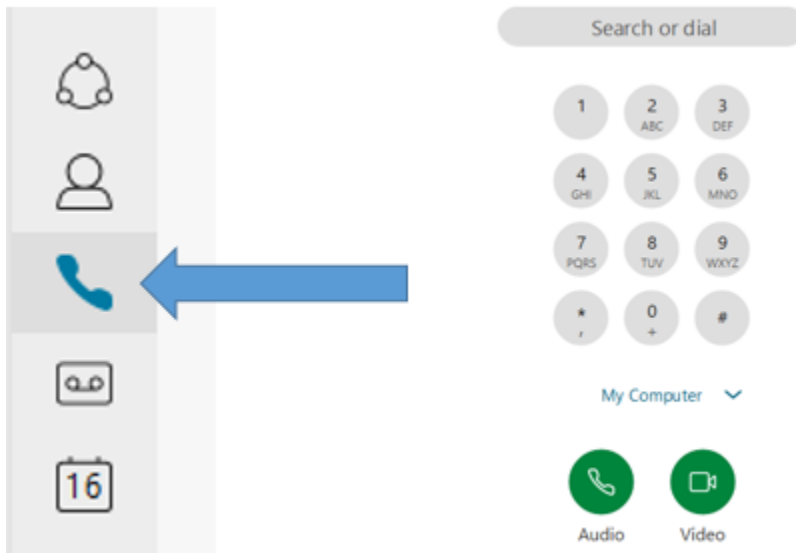 16
Search or dial
1 2 3
ABC DEF
4 5 6
GHI JKL MNO
7 8 9
PQRS TUV WXYZ
* 0 #
, +
My Computer
Audio Video